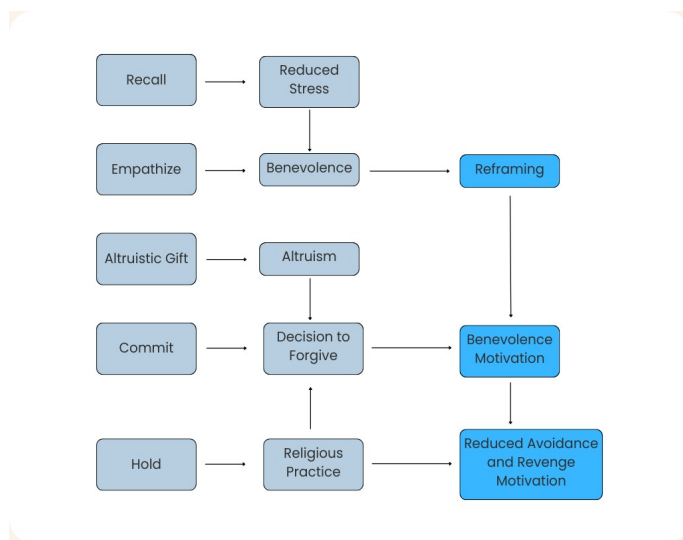 Recall
Reduced
Stress
Empathize
Benevolence
Reframing
Altruistic Gift
Altruism
Commit
Decision to
Forgive
Benevolence
Motivation
Hold
Religious
Practice
Reduced Avoidance
and Revenge
Motivation